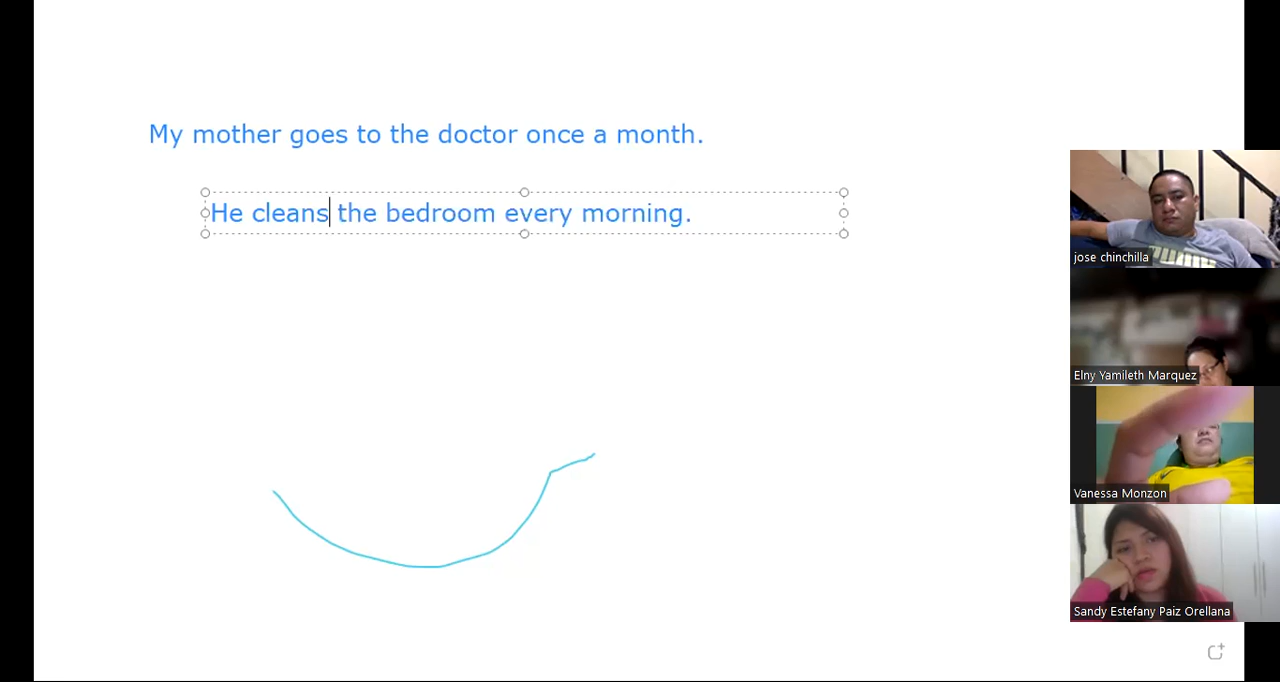 My mother goes to the doctor once a month.
He cleans the bedroom every morning.
jose chinchilla
Elny Yamileth Marquez
Vanessa Monzon
Sandy Estefany Paiz Orellana